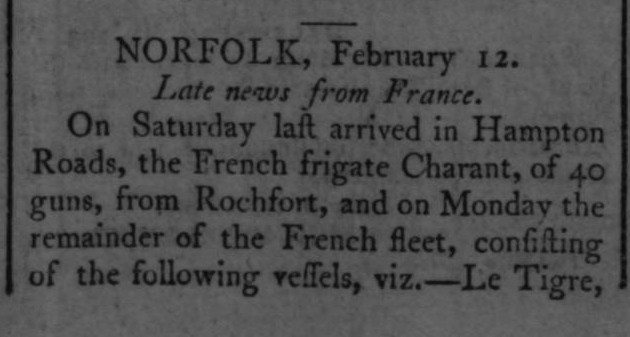 NORFOLK, February 12.
Late news from France.
On Saturday laſt arrived in Hampton
Roads, the French frigate Charant, of 40
guns, from Rochfort, and on Monday the
remainder of the French fleet, conſiſting
of the following veſſels, viz.—Le Tigre,